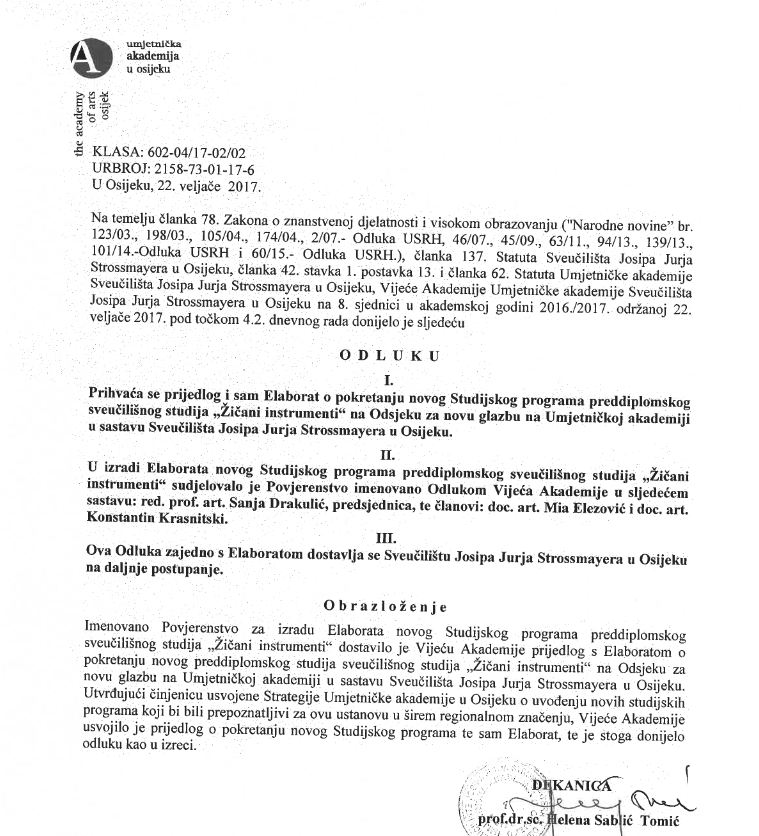 umjetnička
akademija
u osijeku
the academy
of arts
osijek
KLASA: 602-04/17-02/02
URBROJ: 2158-73-01-17-6
U Osijeku, 22. veljače 2017.
Na temelju članka 78. Zakona o znanstvenoj djelatnosti i visokom obrazovanju ("Narodne novine" br.
123/03., 198/03., 105/04., 174/04., 2/07.- Odluka USRH, 46/07., 45/09., 63/11., 94/13., 139/13.,
101/14.-Odluka USRH i 60/15.- Odluka USRH.), članka 137. Statuta Sveučilišta Josipa Jurja
Strossmayera u Osijeku, članka 42. stavka 1. postavka 13. i članka 62. Statuta Umjetničke akademije
Sveučilišta Josipa Jurja Strossmayera u Osijeku, Vijeće Akademije Umjetničke akademije Sveučilišta
Josipa Jurja Strossmayera u Osijeku na 8. sjednici u akademskoj godini 2016./2017. održanoj 22.
veljače 2017. pod točkom 4.2. dnevnog rada donijelo je sljedeću
O D L U K U
I.
Prihvaća se prijedlog i sam Elaborat o pokretanju novog Studijskog programa preddiplomskog
sveučilišnog studija „Žičani instrumenti“ na Odsjeku za novu glazbu na Umjetničkoj akademiji
u sastavu Sveučilišta Josipa Jurja Strossmayera u Osijeku.
II.
U izradi Elaborata novog Studijskog programa preddiplomskog sveučilišnog studija „Žičani
instrumenti“ sudjelovalo je Povjerenstvo imenovano Odlukom Vijeća Akademije u sljedećem
sastavu: red. prof. art. Sanja Drakulić, predsjednica, te članovi: doc. art. Mia Elezović i doc. art.
Konstantin Krasnitski.
III.
Ova Odluka zajedno s Elaboratom dostavlja se Sveučilištu Josipa Jurja Strossmayera u Osijeku
na daljnje postupanje.
O b r a z l o ž e n j e
Imenovano Povjerenstvo za izradu Elaborata novog Studijskog programa preddiplomskog
sveučilišnog studija „Žičani instrumenti“ dostavilo je Vijeću Akademije prijedlog s Elaboratom o
pokretanju novog preddiplomskog studija sveučilišnog studija „Žičani instrumenti“ na Odsjeku za
novu glazbu na Umjetničkoj akademiji u sastavu Sveučilišta Josipa Jurja Strossmayera u Osijeku.
Utvrđujući činjenicu usvojene Strategije Umjetničke akademije u Osijeku o uvođenju novih studijskih
programa koji bi bili prepoznatljivi za ovu ustanovu u širem regionalnom značenju, Vijeće Akademije
usvojilo je prijedlog o pokretanju novog Studijskog programa te sam Elaborat, te je stoga donijelo
odluku kao u izreci.
DEKANICA
prof.dr.sc. Helena Sablić Tomić